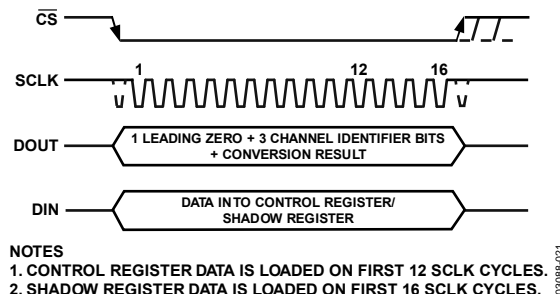 CS
1 12 16
SCLK
1 LEADING ZERO + 3 CHANNEL IDENTIFIER BITS
DOUT
+ CONVERSION RESULT
DATA INTO CONTROL REGISTER/
DIN
SHADOW REGISTER
NOTES
1. CONTROL REGISTER DATA IS LOADED ON FIRST 12 SCLK CYCLES.
2. SHADOW REGISTER DATA IS LOADED ON FIRST 16 SCLK CYCLES.